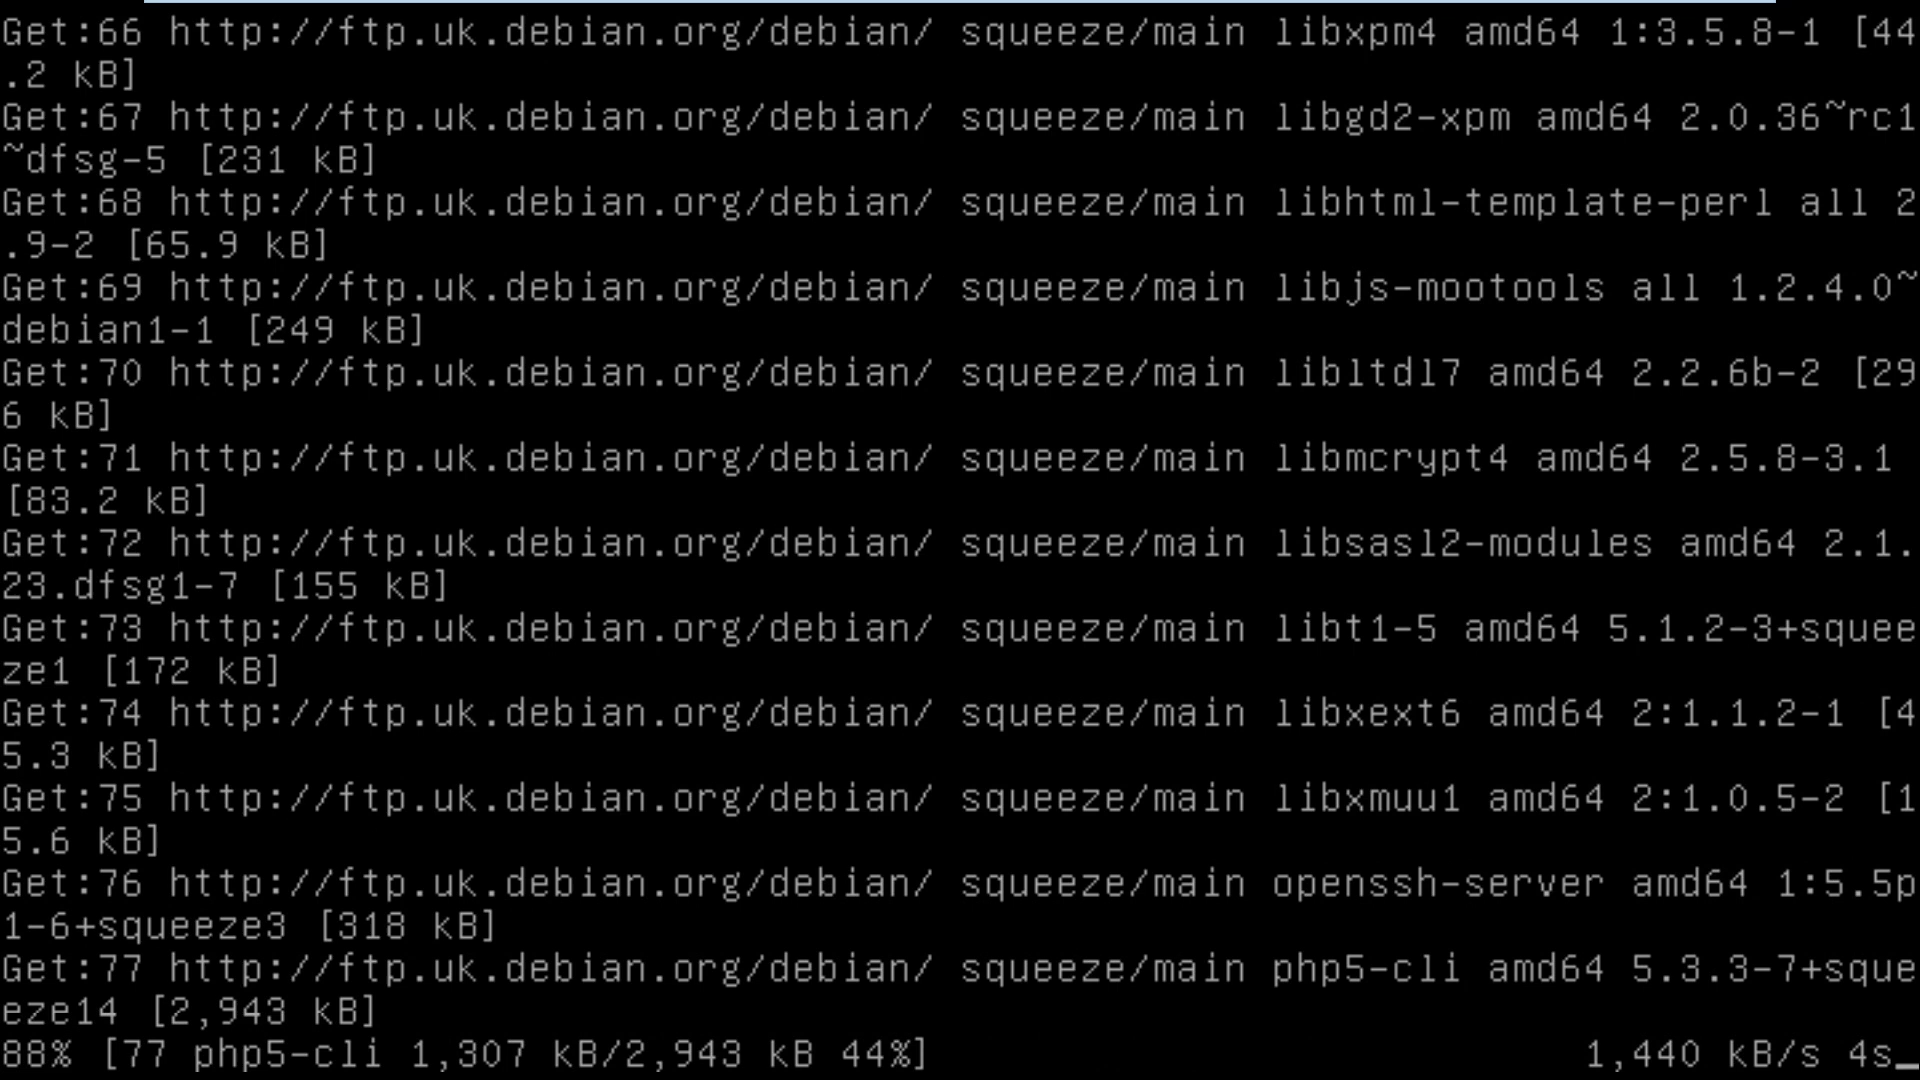 Get:66 http://ftp.uk.debian.org/debian/ squeeze/main libxpm4 amd64 1:3.5.8-1 [44
.2 kB]
Get:67 http://ftp.uk.debian.org/debian/ squeeze/main libgd2-xpm amd64 2.0.36~rc1
~dfsg-5 [231 kB]
Get:68 http://ftp.uk.debian.org/debian/ squeeze/main libhtml-template-perl all 2
.9-2 [65.9 kB]
Get:69 http://ftp.uk.debian.org/debian/ squeeze/main libjs-mootools all 1.2.4.0~
debian1-1 [249 kB]
Get:70 http://ftp.uk.debian.org/debian/ squeeze/main libltdl7 amd64 2.2.6b-2 [29
6 kB]
Get:71 http://ftp.uk.debian.org/debian/ squeeze/main libmcrypt4 amd64 2.5.8-3.1
[83.2 kB]
Get:72 http://ftp.uk.debian.org/debian/ squeeze/main libsasl2-modules amd64 2.1.
23.dfsg1-7 [155 kB]
Get:73 http://ftp.uk.debian.org/debian/ squeeze/main libt1-5 amd64 5.1.2-3+squee
ze1 [172 kB]
Get:74 http://ftp.uk.debian.org/debian/ squeeze/main libxext6 amd64 2:1.1.2-1 [4
5.3 kB]
Get:75 http://ftp.uk.debian.org/debian/ squeeze/main libxmuu1 amd64 2:1.0.5-2 [1
5.6 kB]
Get:76 http://ftp.uk.debian.org/debian/ squeeze/main openssh-server amd64 1:5.5p
1-6+squeeze3 [318 kB]
Get:77 http://ftp.uk.debian.org/debian/ squeeze/main php5-cli amd64 5.3.3-7+sque
eze14 [2,943 kB]
88% [77 php5-cli 1,307 kB/2,943 kB 44%] 1,440 kB/s 4s_